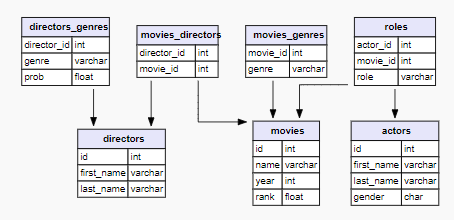 directors_genres
director_id int
genre varchar
prob float
movies_directors
director_id int
movie_id int
movies_genres
movie_id int
genre varchar
roles
actor_id int
movie_id int
role varchar
directors
id int
first_name varchar
last_name varchar
movies
id int
name varchar
year int
rank float
actors
id int
first_name varchar
last_name varchar
gender char